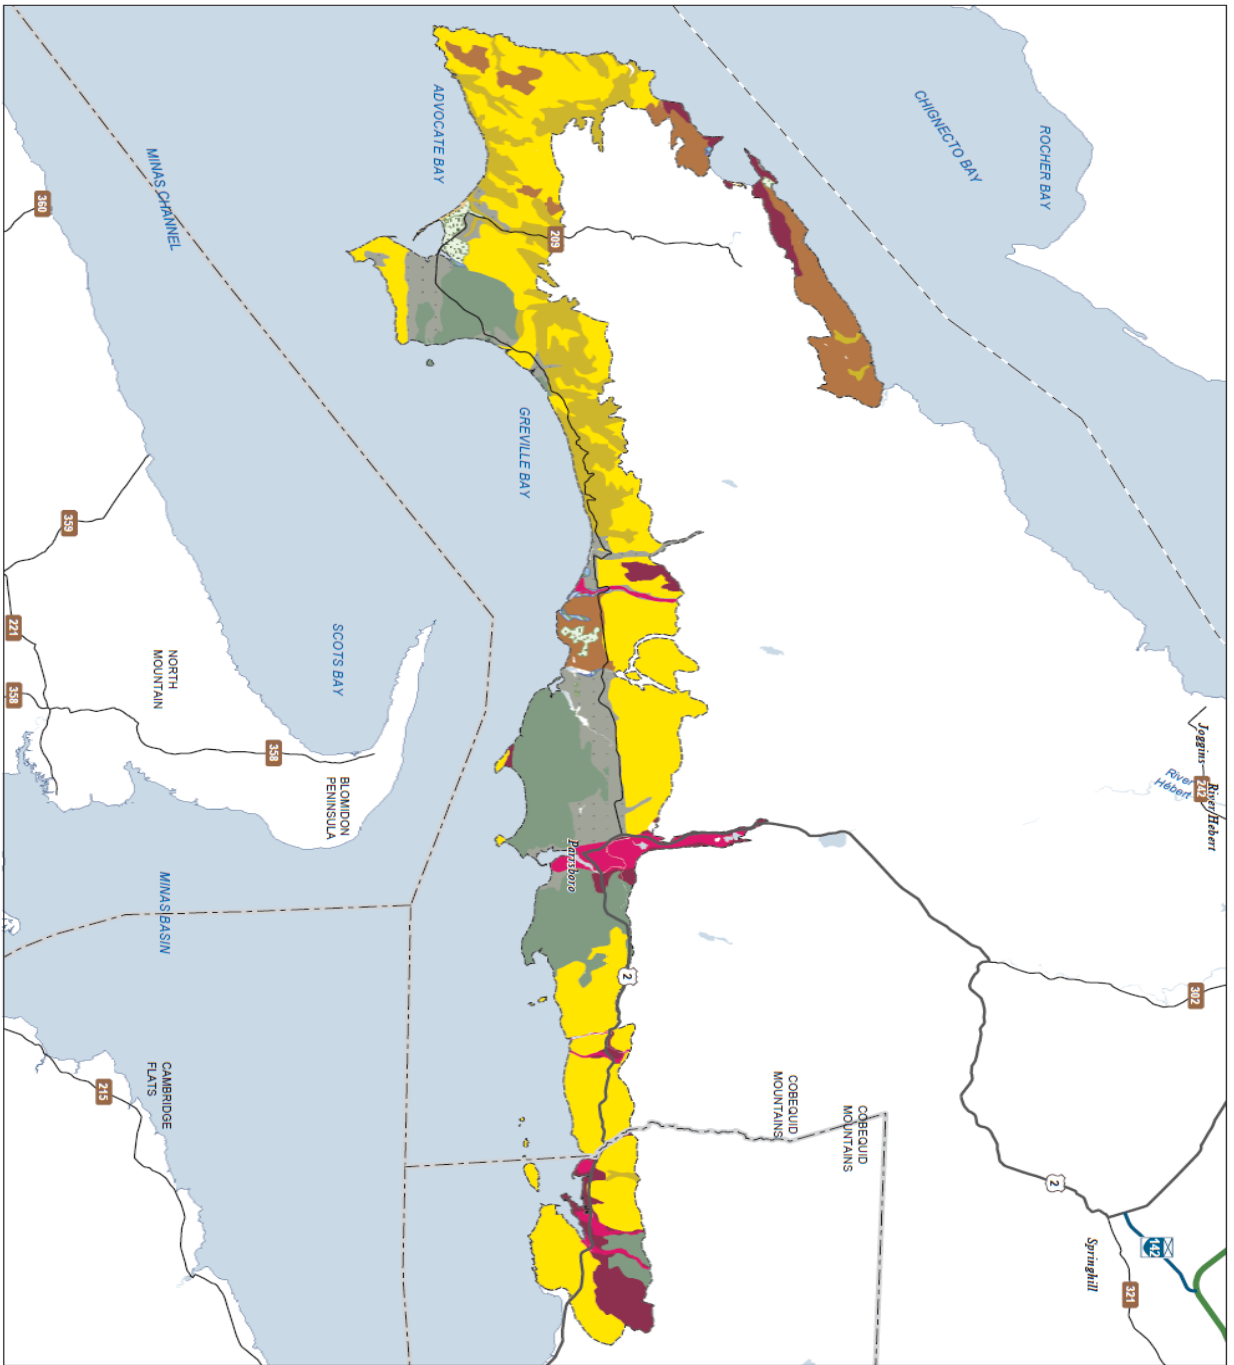 CHIGNECTO BAY
ROCHER BAY
ADVOCATE BAY
MINAS CHANNEL
360
209
GREVILLE BAY
359
221
358
NORTH
MOUNTAIN
SCOTS BAY
358
BLOMIDON
PENINSULA
Joggins
River
Hébert
242
River Hebert
Parrsboro
MINAS BASIN
2
302
CAMBRIDGE
FLATS
215
COBEQUID
MOUNTAINS
COBEQUID
MOUNTAINS
2
142
Springhill
321